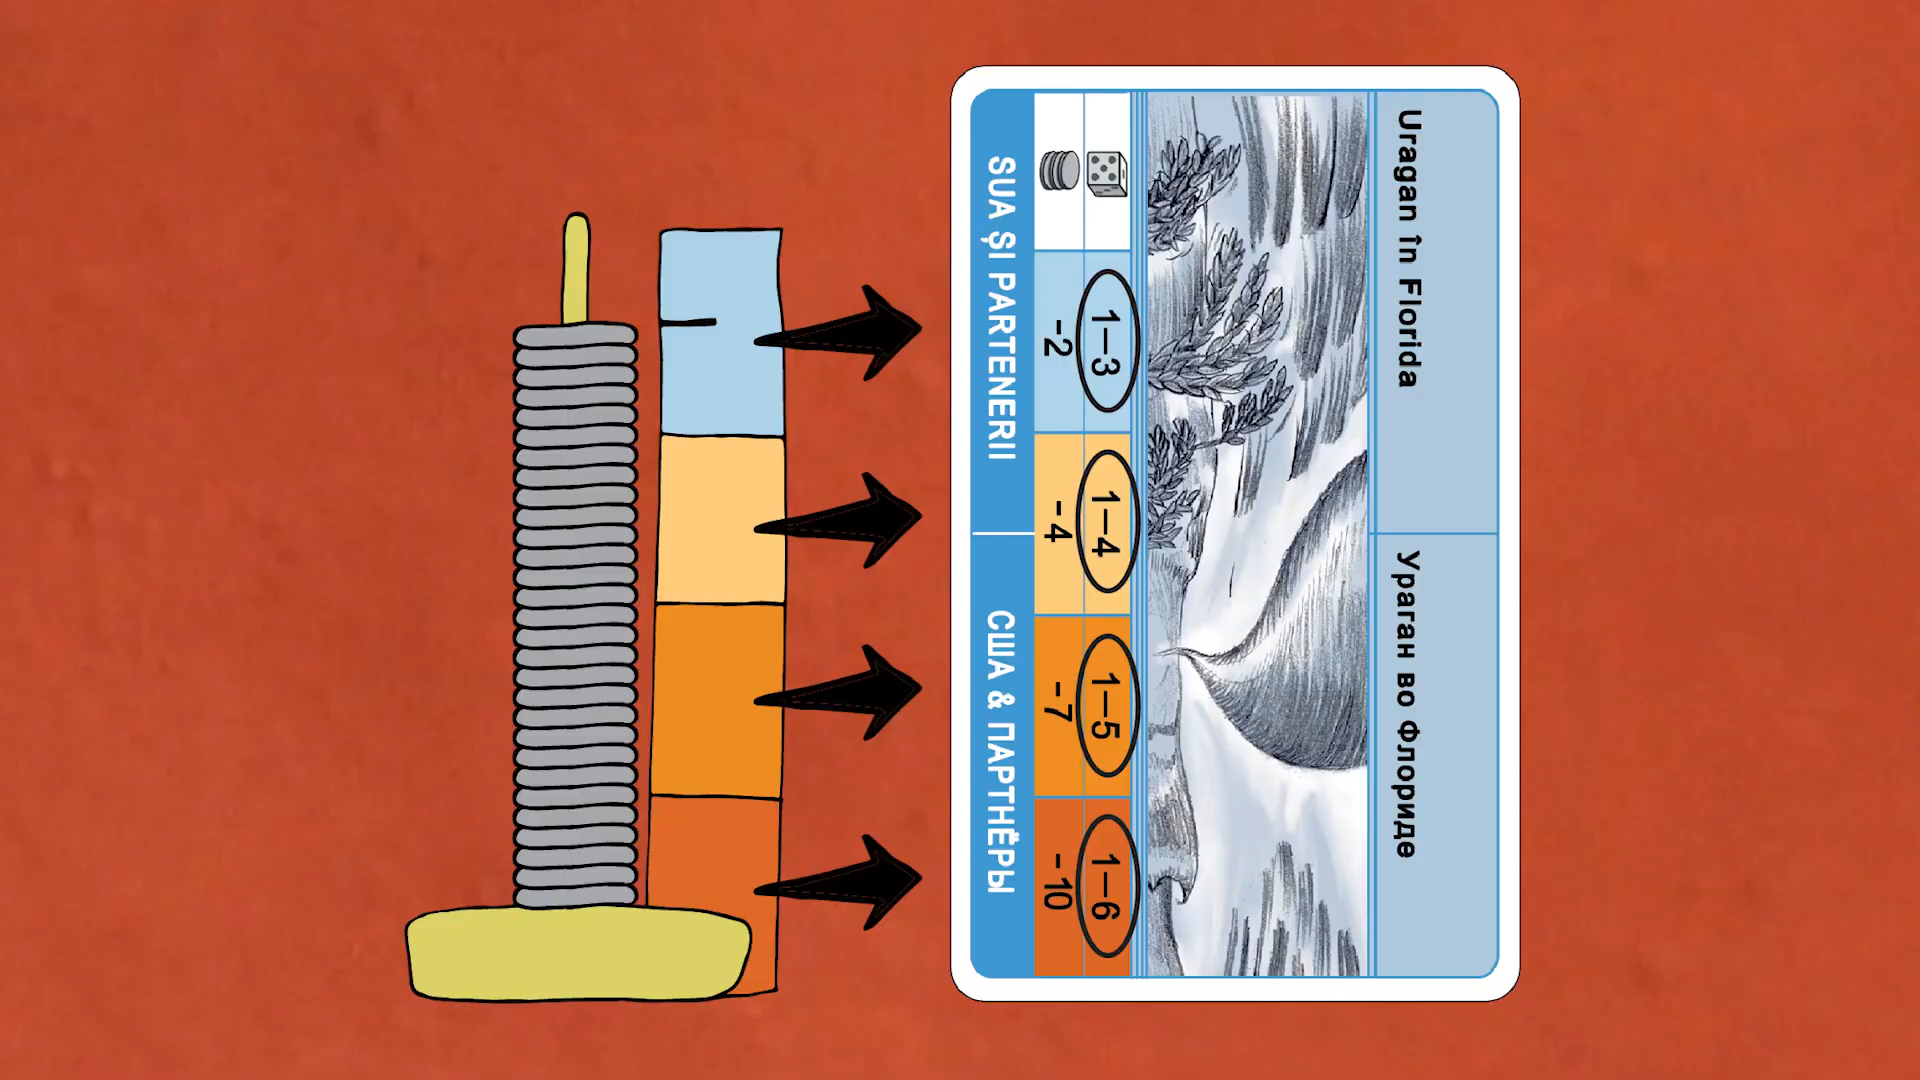 Uragan în Florida
Ураган во Флориде
1–3 1–4 1–5 1–6
-2 -4 -7 -10
SUA ȘI PARTENERII
США & ПАРТНЁРЫ